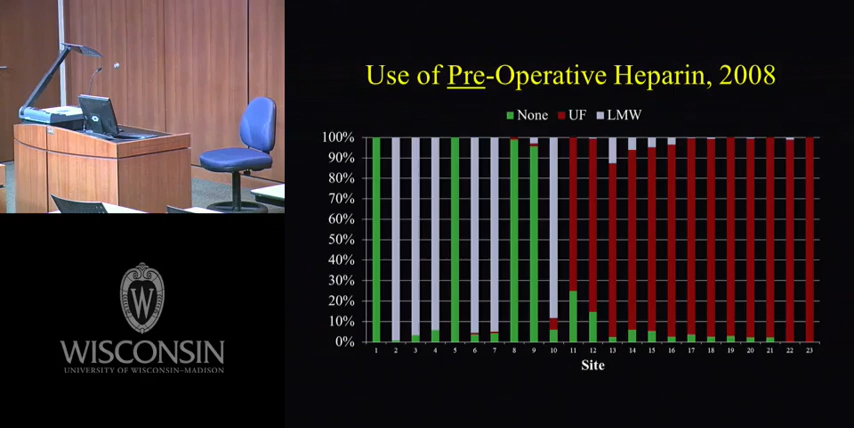 Use of Pre-Operative Heparin, 2008
None UF LMW
100%
90%
80%
70%
60%
50%
40%
30%
20%
10%
0%
1 2 3 4 5 6 7 8 9 10 11 12 13 14 15 16 17 18 19 20 21 22 23
Site
W
WISCONSIN
UNIVERSITY OF WISCONSIN–MADISON